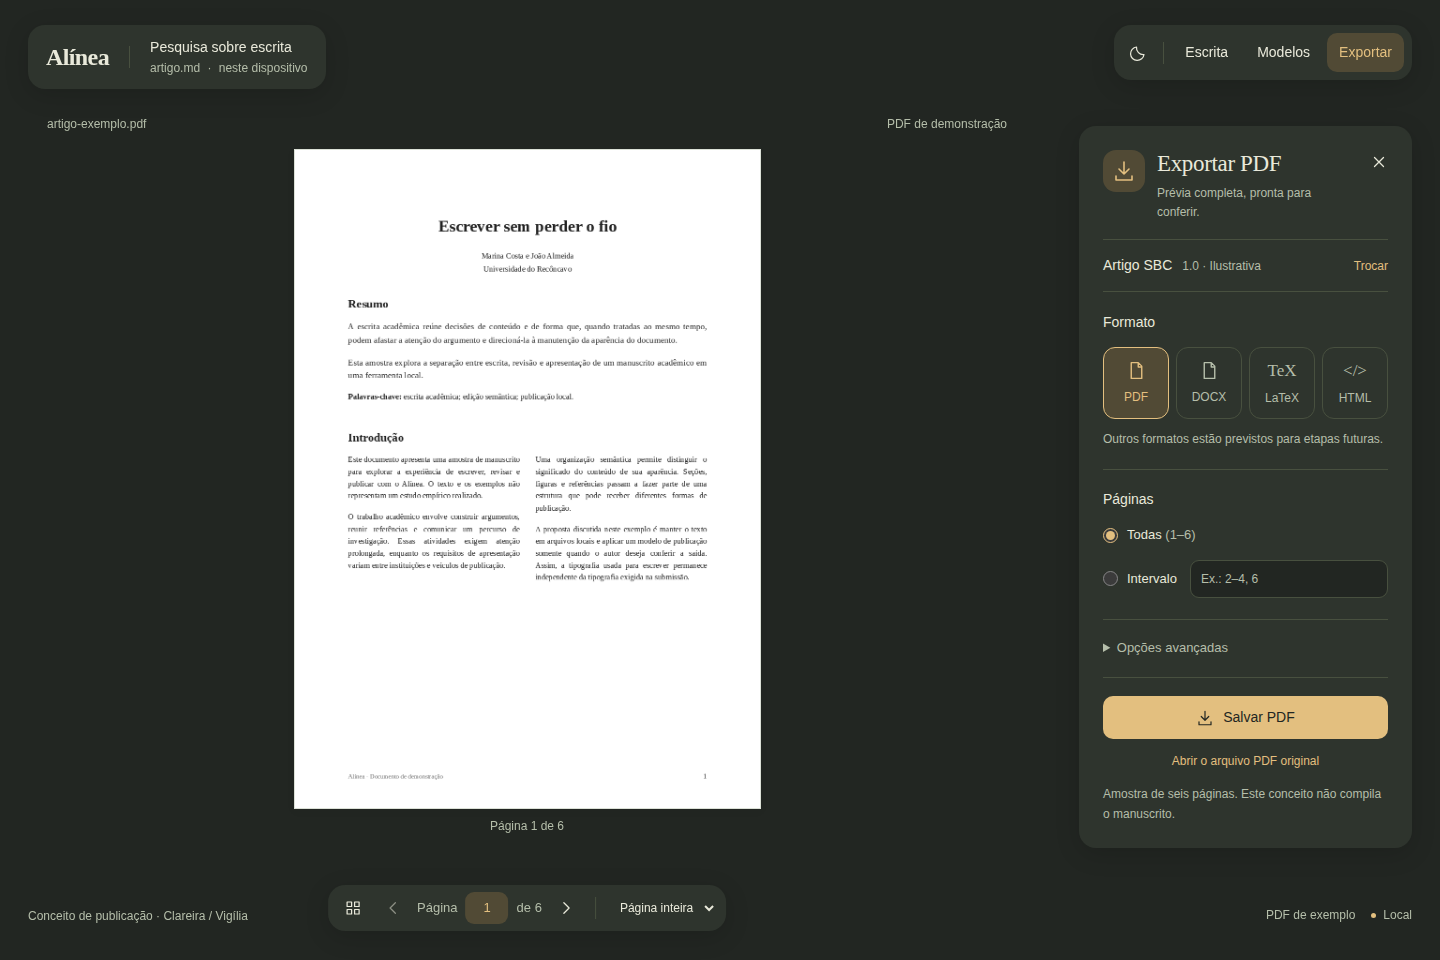 Alínea
Pesquisa sobre escrita
artigo.md · neste dispositivo
Escrita
Modelos
Exportar
artigo-exemplo.pdf
PDF de demonstração
Escrever sem perder o fio
Marina Costa e João Almeida
Universidade do Recôncavo
Resumo
A escrita acadêmica reúne decisões de conteúdo e de forma que, quando tratadas ao mesmo tempo,
podem afastar a atenção do argumento e direcioná-la à manutenção da aparência do documento.
Esta amostra explora a separação entre escrita, revisão e apresentação de um manuscrito acadêmico em
uma ferramenta local.
Palavras-chave: escrita acadêmica; edição semântica; publicação local.
Introdução
Este documento apresenta uma amostra de manuscrito
para explorar a experiência de escrever, revisar e
publicar com o Alínea. O texto e os exemplos não
representam um estudo empírico realizado.
O trabalho acadêmico envolve construir argumentos,
reunir referências e comunicar um percurso de
investigação. Essas atividades exigem atenção
prolongada, enquanto os requisitos de apresentação
variam entre instituições e veículos de publicação.
Uma organização semântica permite distinguir o
significado do conteúdo de sua aparência. Seções,
figuras e referências passam a fazer parte de uma
estrutura que pode receber diferentes formas de
publicação.
A proposta discutida neste exemplo é manter o texto
em arquivos locais e aplicar um modelo de publicação
somente quando o autor deseja conferir a saída.
Assim, a tipografia usada para escrever permanece
independente da tipografia exigida na submissão.
Alínea · Documento de demonstração
1
Página 1 de 6
Exportar PDF
Prévia completa, pronta para
conferir.
Artigo SBC 1.0 · Ilustrativa
Trocar
Formato
PDF
DOCX
TeX
LaTeX
</>
HTML
Outros formatos estão previstos para etapas futuras.
Páginas
Todas (1–6)
Intervalo
Ex.: 2–4, 6
Opções avançadas
Salvar PDF
Abrir o arquivo PDF original
Amostra de seis páginas. Este conceito não compila
o manuscrito.
Conceito de publicação · Clareira / Vigília
Página 1 de 6
Página inteira
PDF de exemplo
Local